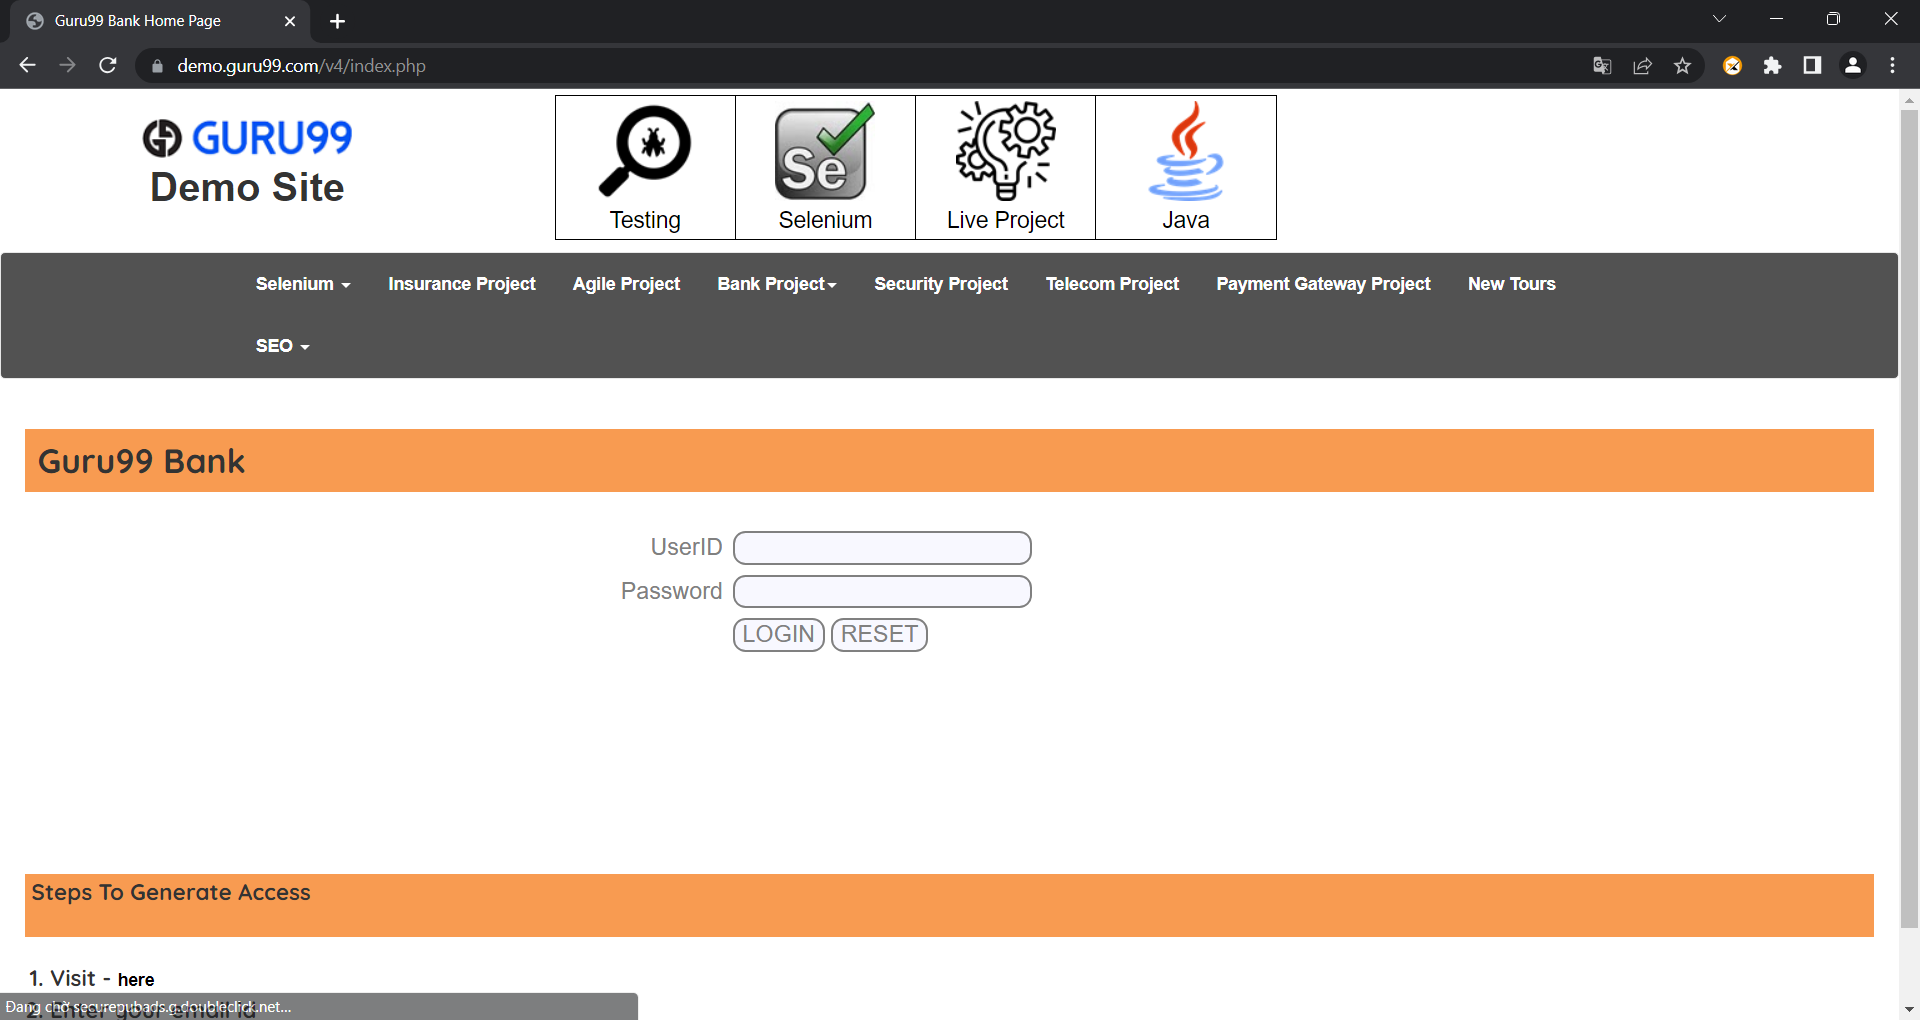 Guru99 Bank Home Page
demo.guru99.com/v4/index.php
GURU99
Demo Site
Se
Testing
Selenium
Live Project
Java
Selenium
Insurance Project
Agile Project
Bank Project
Security Project
Telecom Project
Payment Gateway Project
New Tours
SEO
Guru99 Bank
UserID
Password
LOGIN
RESET
Steps To Generate Access
1. Visit - here
2. Enter your email id
Đang chờ securepubads.g.doubleclick.net...